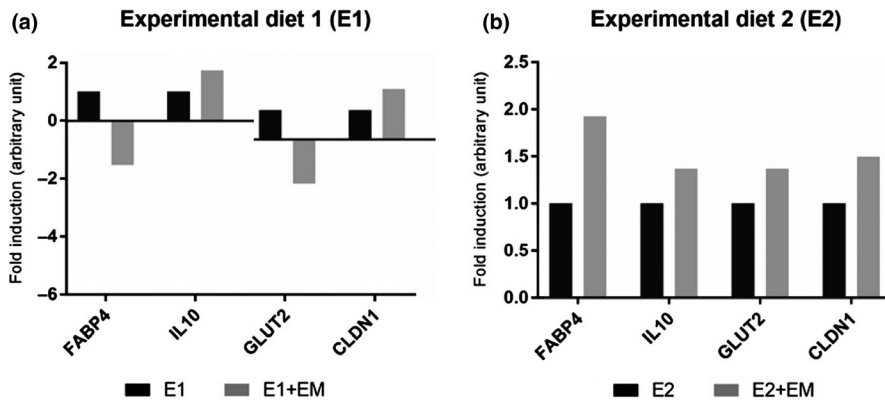 (a) Experimental diet 1 (E1)
Fold induction (arbitrary unit)
2
0
–2
–4
–6
FABP4
IL10
GLUT2
CLDN1
E1 E1+EM
(b) Experimental diet 2 (E2)
Fold induction (arbitrary unit)
2.5
2.0
1.5
1.0
0.5
0.0
FABP4
IL10
GLUT2
CLDN1
E2 E2+EM